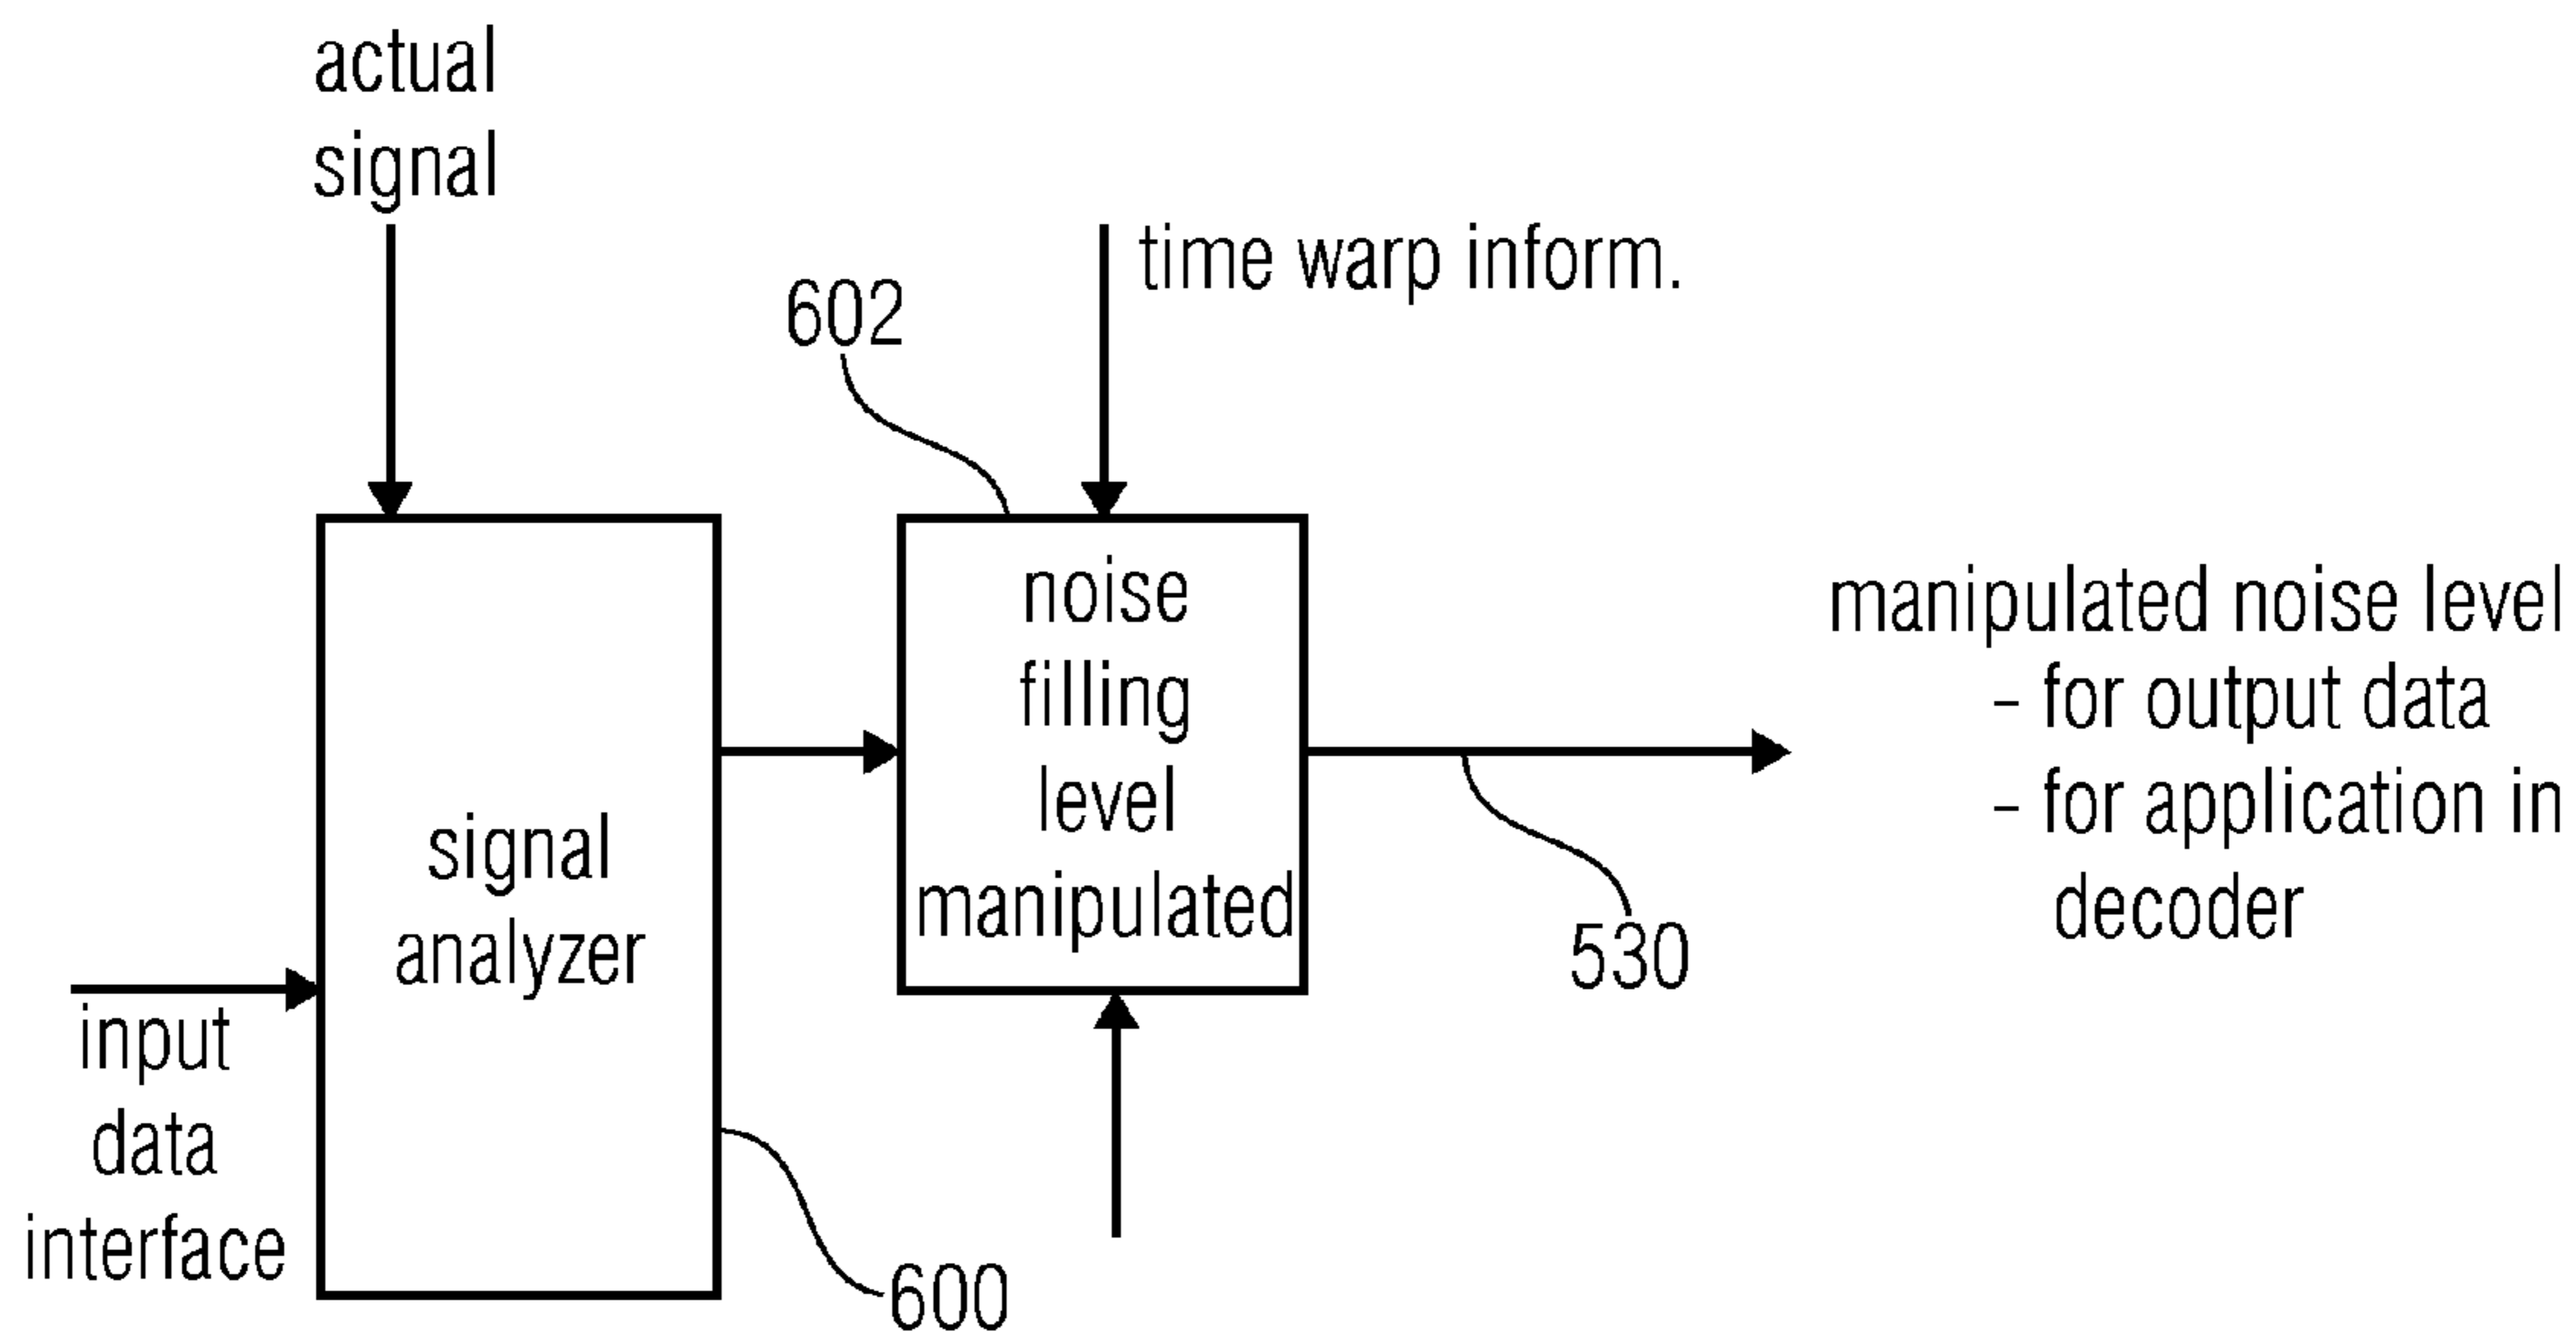 actual
signal
time warp inform.
602
noise
filling
level
manipulated
manipulated noise level
- for output data
- for application in
decoder
530
signal
analyzer
input
data
interface
600